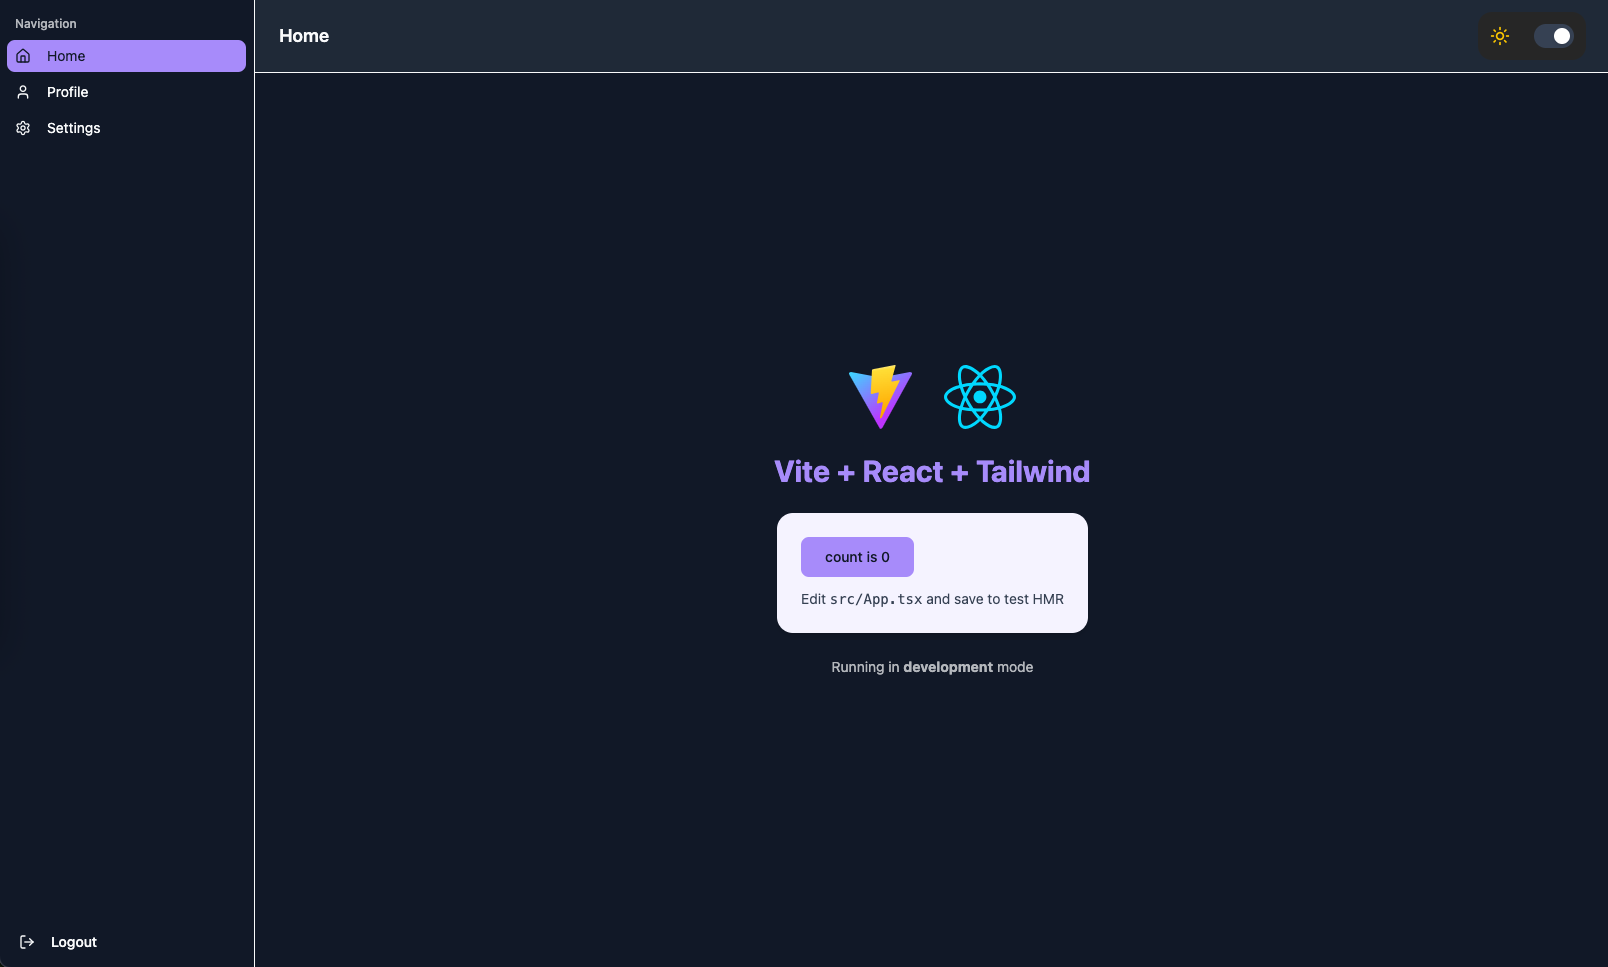 Navigation
Home
Profile
Settings
Logout
Home
Vite + React + Tailwind
count is 0
Edit src/App.tsx and save to test HMR
Running in development mode